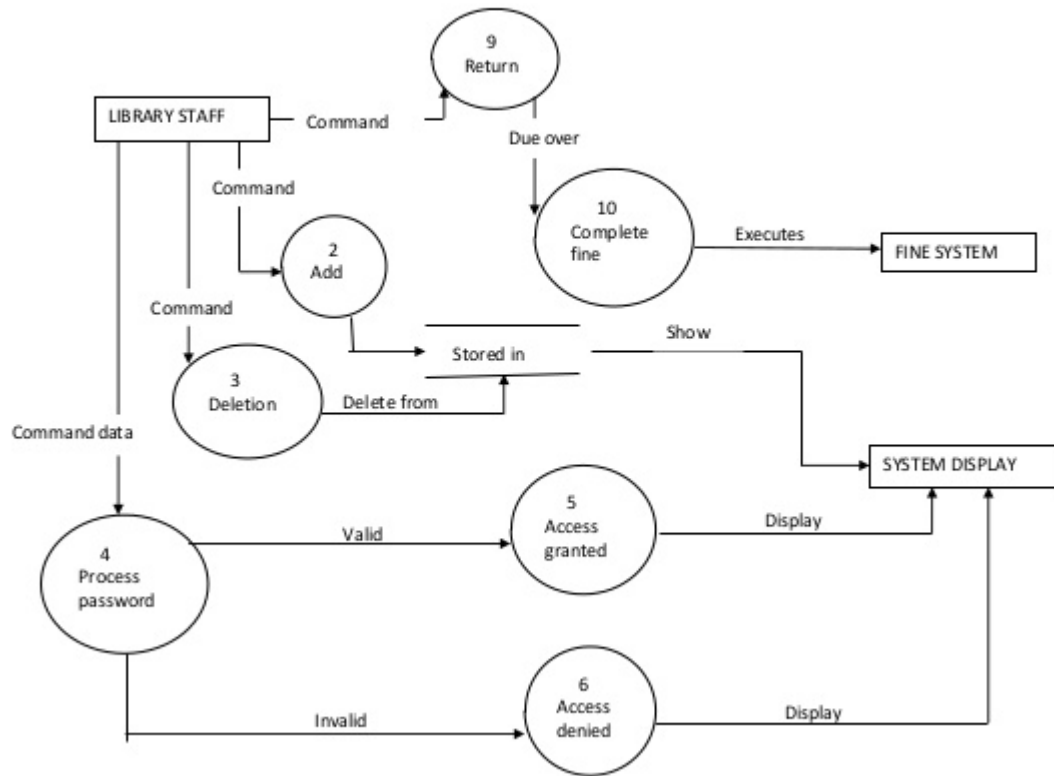 9
Return
LIBRARY STAFF
Command
Due over
Command
10
Complete
fine
Executes
FINE SYSTEM
2
Add
Command
Stored in
Show
3
Deletion
Delete from
Command data
SYSTEM DISPLAY
4
Process
password
Valid
5
Access
granted
Display
Invalid
6
Access
denied
Display